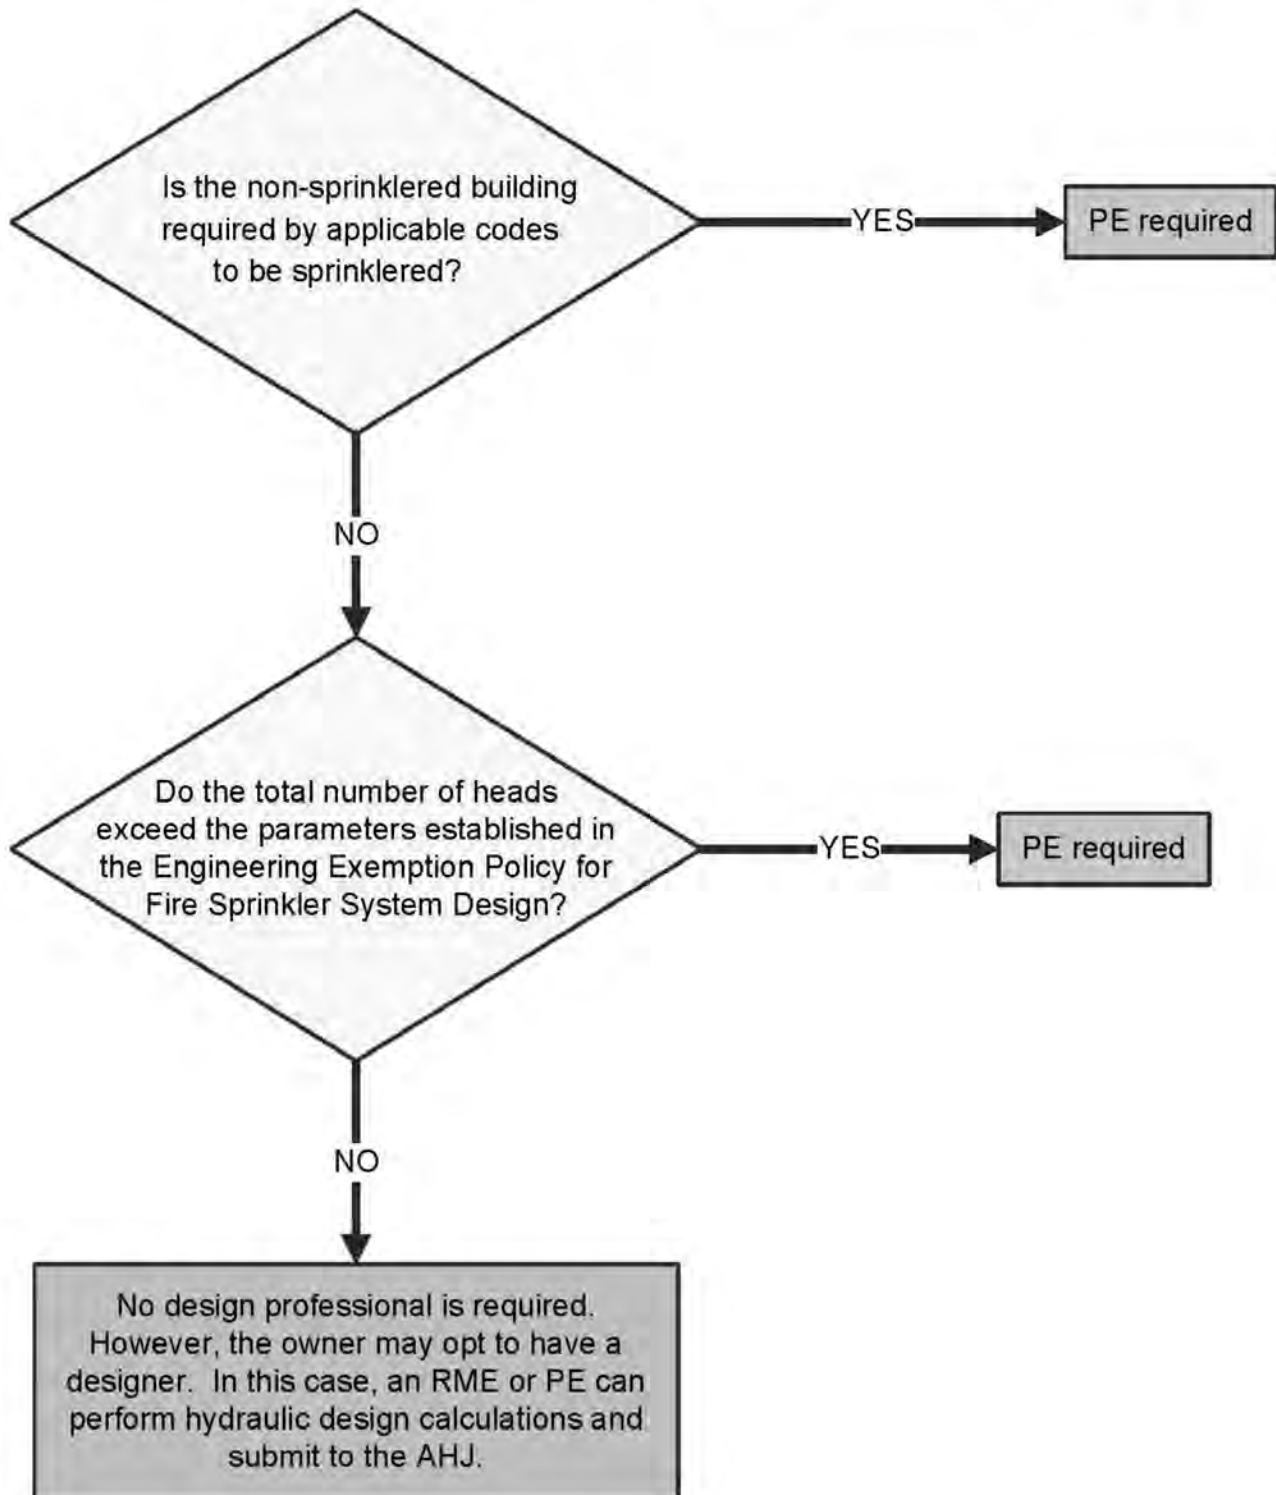 Is the non-sprinklered building
required by applicable codes
to be sprinklered?
YES
PE required
NO
Do the total number of heads
exceed the parameters established in
the Engineering Exemption Policy for
Fire Sprinkler System Design?
YES
PE required
NO
No design professional is required.
However, the owner may opt to have a
designer. In this case, an RME or PE can
perform hydraulic design calculations and
submit to the AHJ.